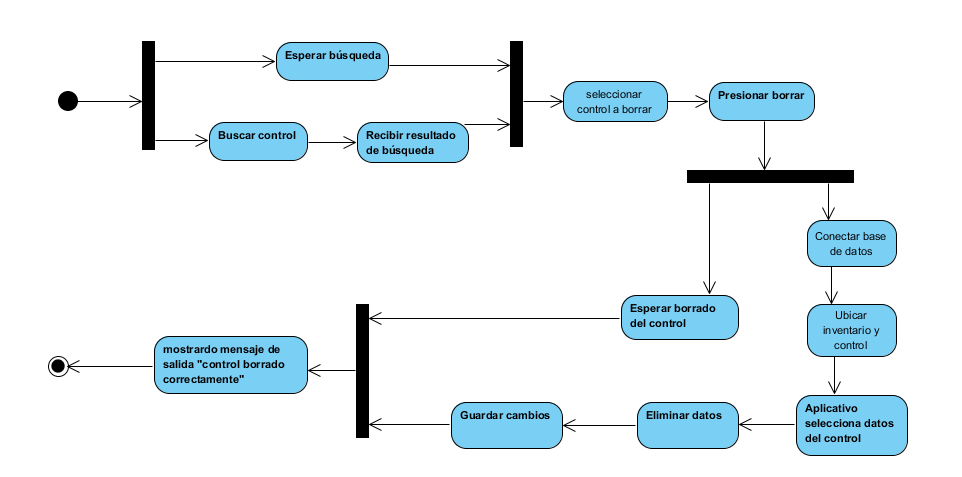 Esperar búsqueda
Buscar control
Recibir resultado
de búsqueda
seleccionar
control a borrar
Presionar borrar
Conectar base
de datos
Ubicar
inventario y
control
Esperar borrado
del control
Aplicativo
selecciona datos
del control
Eliminar datos
Guardar cambios
mostrardo mensaje de
salida "control borrado
correctamente"